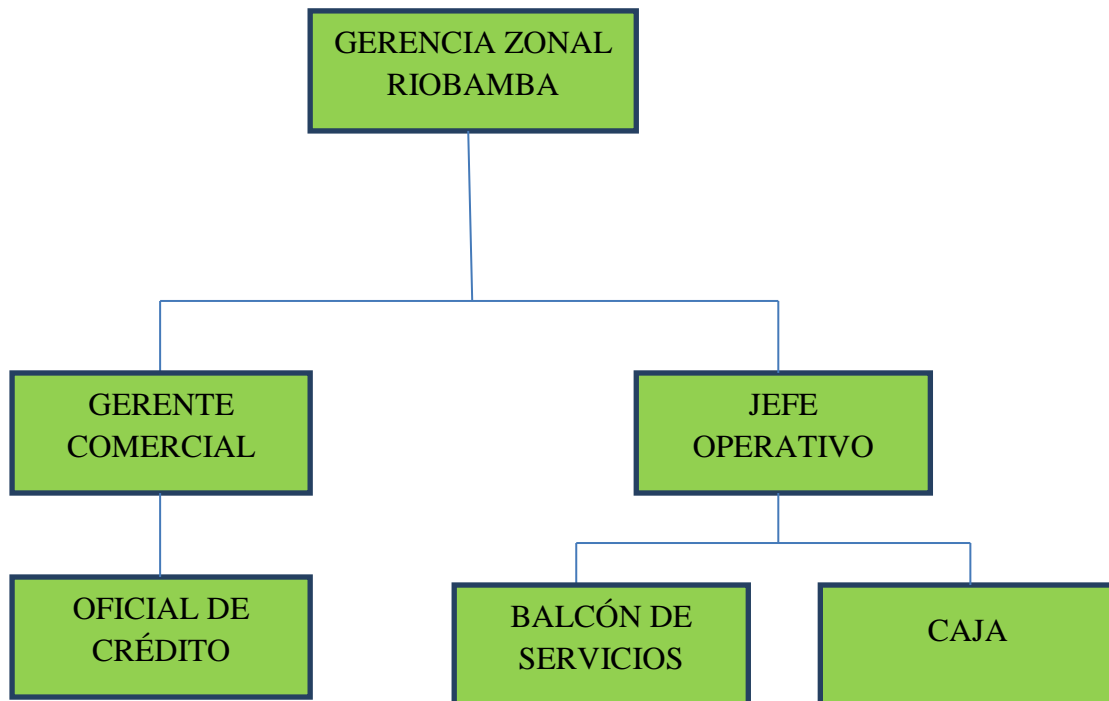 GERENCIA ZONAL
RIOBAMBA
GERENTE
COMERCIAL
JEFE
OPERATIVO
OFICIAL DE
CRÉDITO
BALCÓN DE
SERVICIOS
CAJA